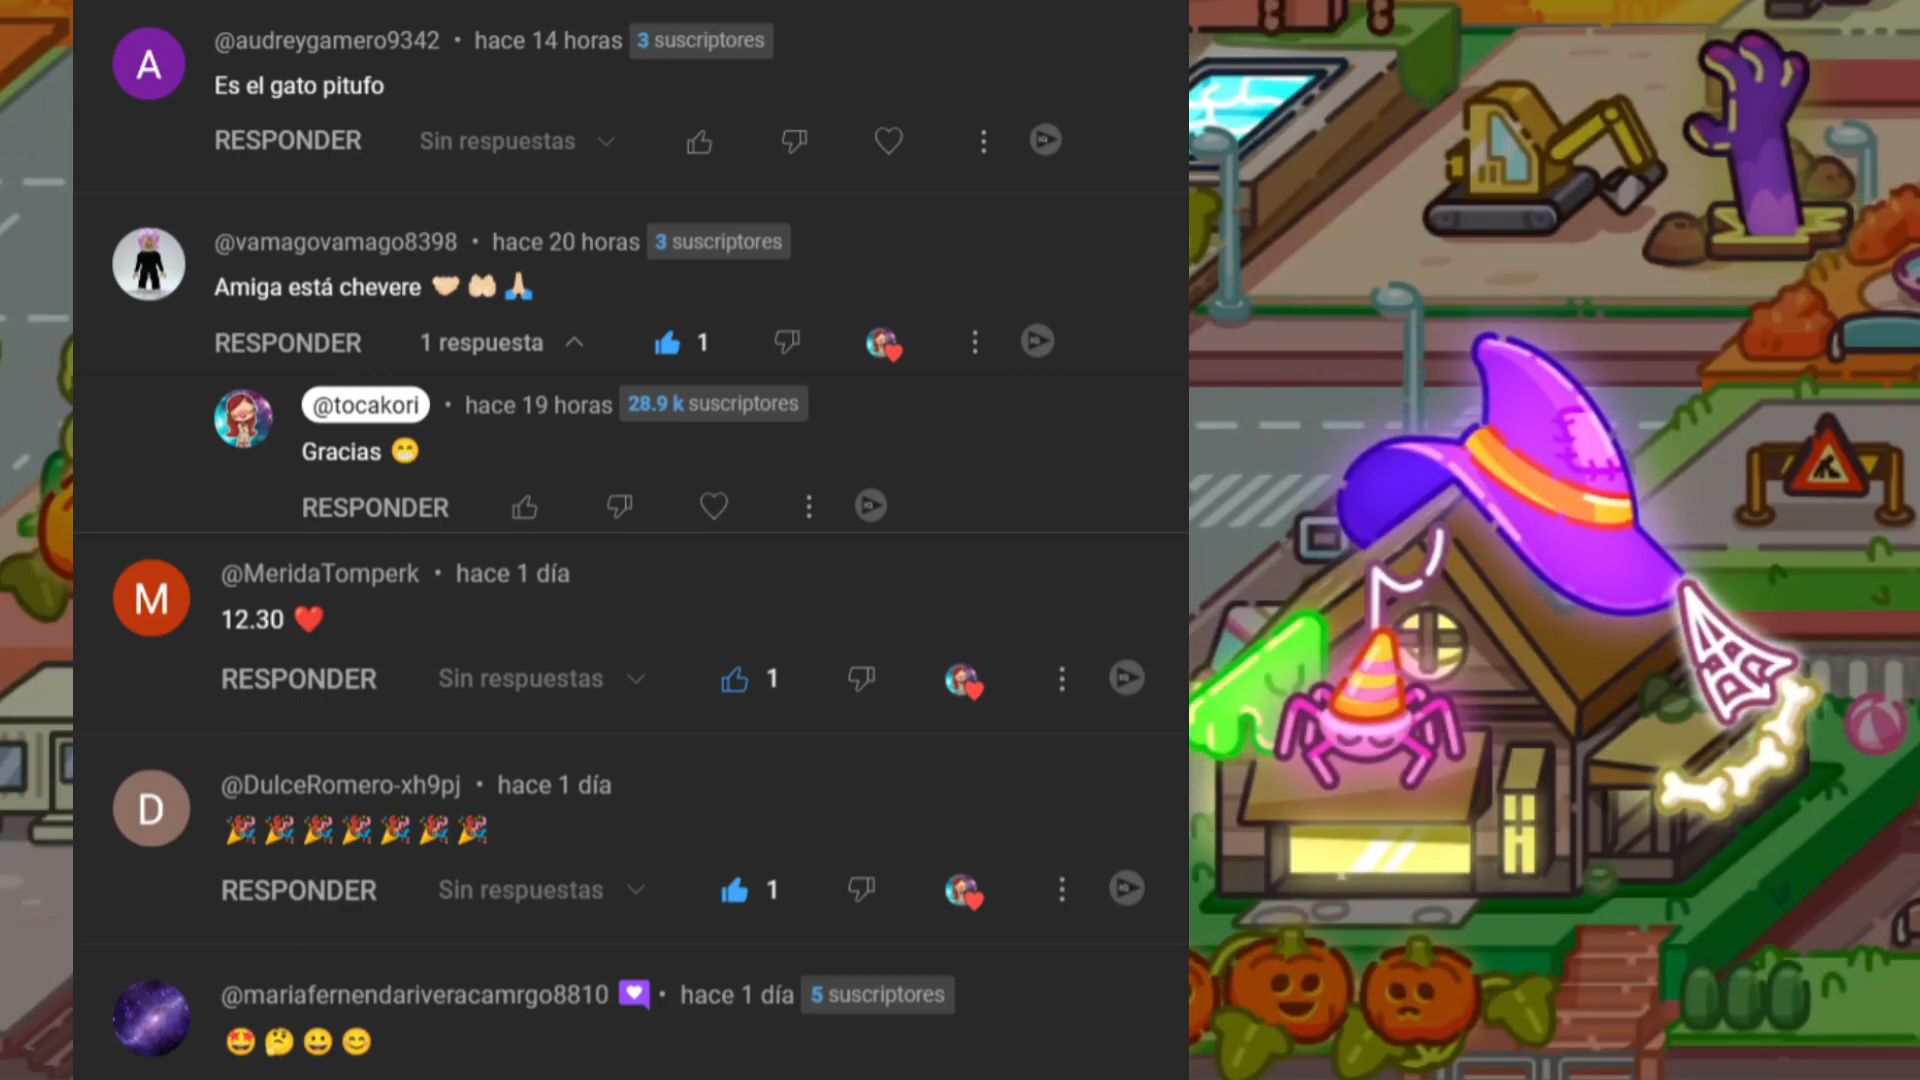 A
@audreygamero9342 • hace 14 horas 3 suscriptores
Es el gato pitufo
RESPONDER Sin respuestas
@vamagovamago8398 • hace 20 horas 3 suscriptores
Amiga está chevere 🤝🏻 🤲🏻 🙏🏻
RESPONDER 1 respuesta 1
@tocakori • hace 19 horas 28.9 k suscriptores
Gracias 😁
RESPONDER
M
@MeridaTomperk • hace 1 día
12.30 ❤️
RESPONDER Sin respuestas 1
D
@DulceRomero-xh9pj • hace 1 día
🎉 🎉 🎉 🎉 🎉 🎉 🎉
RESPONDER Sin respuestas 1
@mariafernendariveracamrgo8810 • hace 1 día 5 suscriptores
🤩 🤔 😀 😊